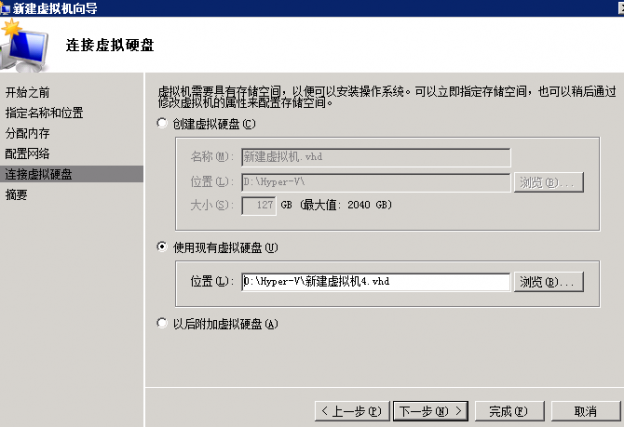 新建虚拟机向导
连接虚拟硬盘
开始之前
指定名称和位置
分配内存
配置网络
连接虚拟硬盘
摘要
虚拟机需要具有存储空间，以便可以安装操作系统。可以立即指定存储空间，也可以稍后通过
修改虚拟机的属性来配置存储空间。
创建虚拟硬盘(C)
名称(M): 新建虚拟机.vhd
位置(L): D:\Hyper-V\ 浏览(B)...
大小(S): 127 GB (最大值: 2040 GB)
使用现有虚拟硬盘(U)
位置(L): D:\Hyper-V\新建虚拟机4.vhd 浏览(R)...
以后附加虚拟硬盘(A)
< 上一步(P) 下一步(N) > 完成(F) 取消